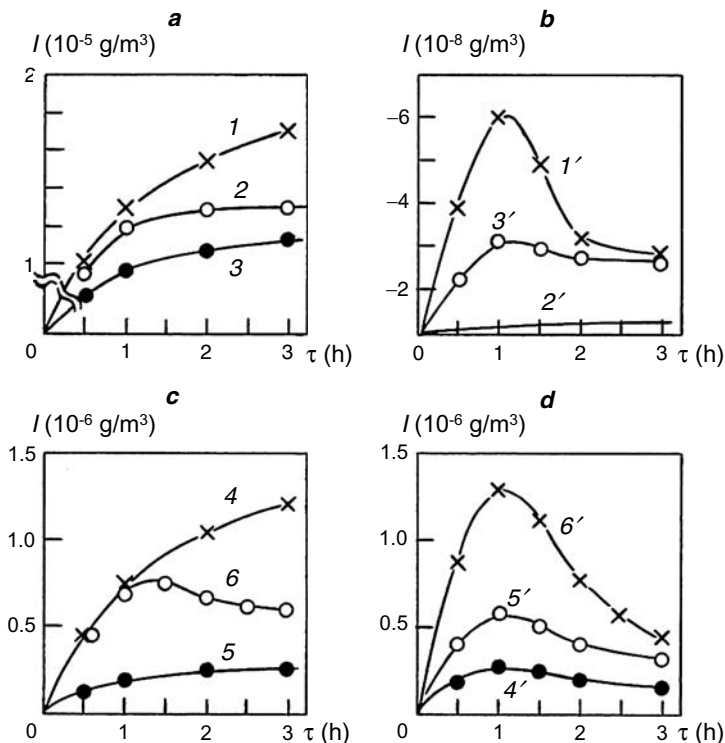 a
I (10⁻⁵ g/m³)
2
1
1
2
3
0
1
2
3 τ (h)
b
I (10⁻⁸ g/m³)
–6
–4
–2
1′
3′
2′
0
1
2
3 τ (h)
c
I (10⁻⁶ g/m³)
1.5
1.0
0.5
4
6
5
0
1
2
3 τ (h)
d
I (10⁻⁶ g/m³)
1.5
1.0
0.5
6′
5′
4′
0
1
2
3 τ (h)